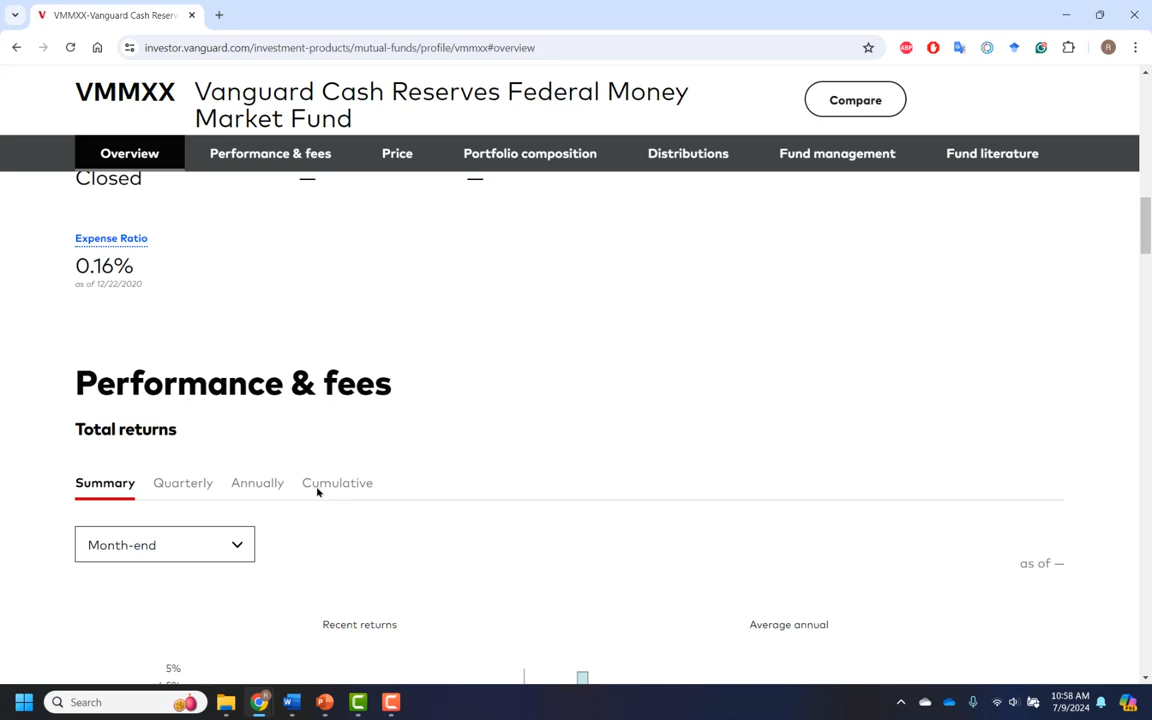 VMMXX-Vanguard Cash Reserv
investor.vanguard.com/investment-products/mutual-funds/profile/vmmxx#overview
ABP
R
VMMXX
Vanguard Cash Reserves Federal Money
Market Fund
Compare
Overview
Performance & fees
Price
Portfolio composition
Distributions
Fund management
Fund literature
Closed
—
—
Expense Ratio
0.16%
as of 12/22/2020
Performance & fees
Total returns
Summary
Quarterly
Annually
Cumulative
Month-end
as of —
Recent returns
Average annual
5%
Search
10:58 AM
7/9/2024